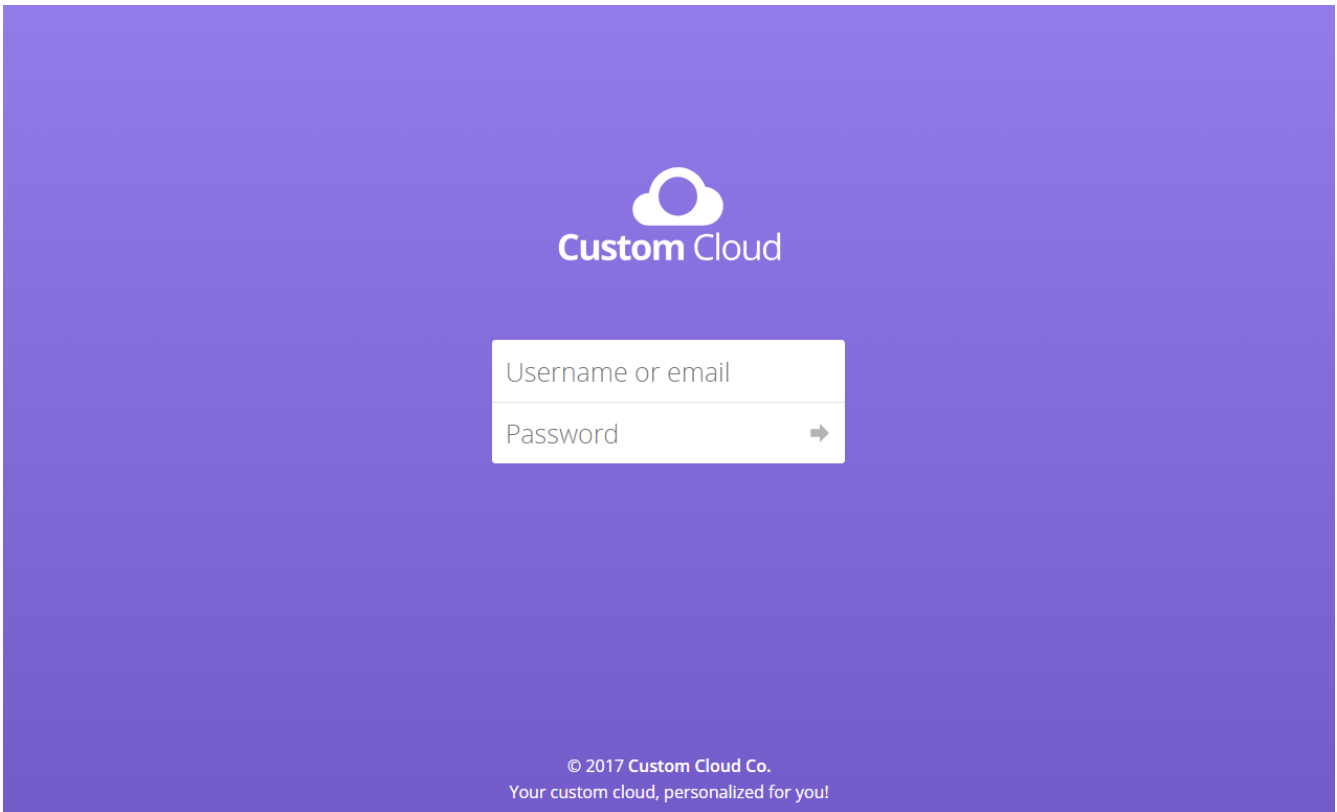 Custom Cloud
Username or email
Password
© 2017 Custom Cloud Co.
Your custom cloud, personalized for you!